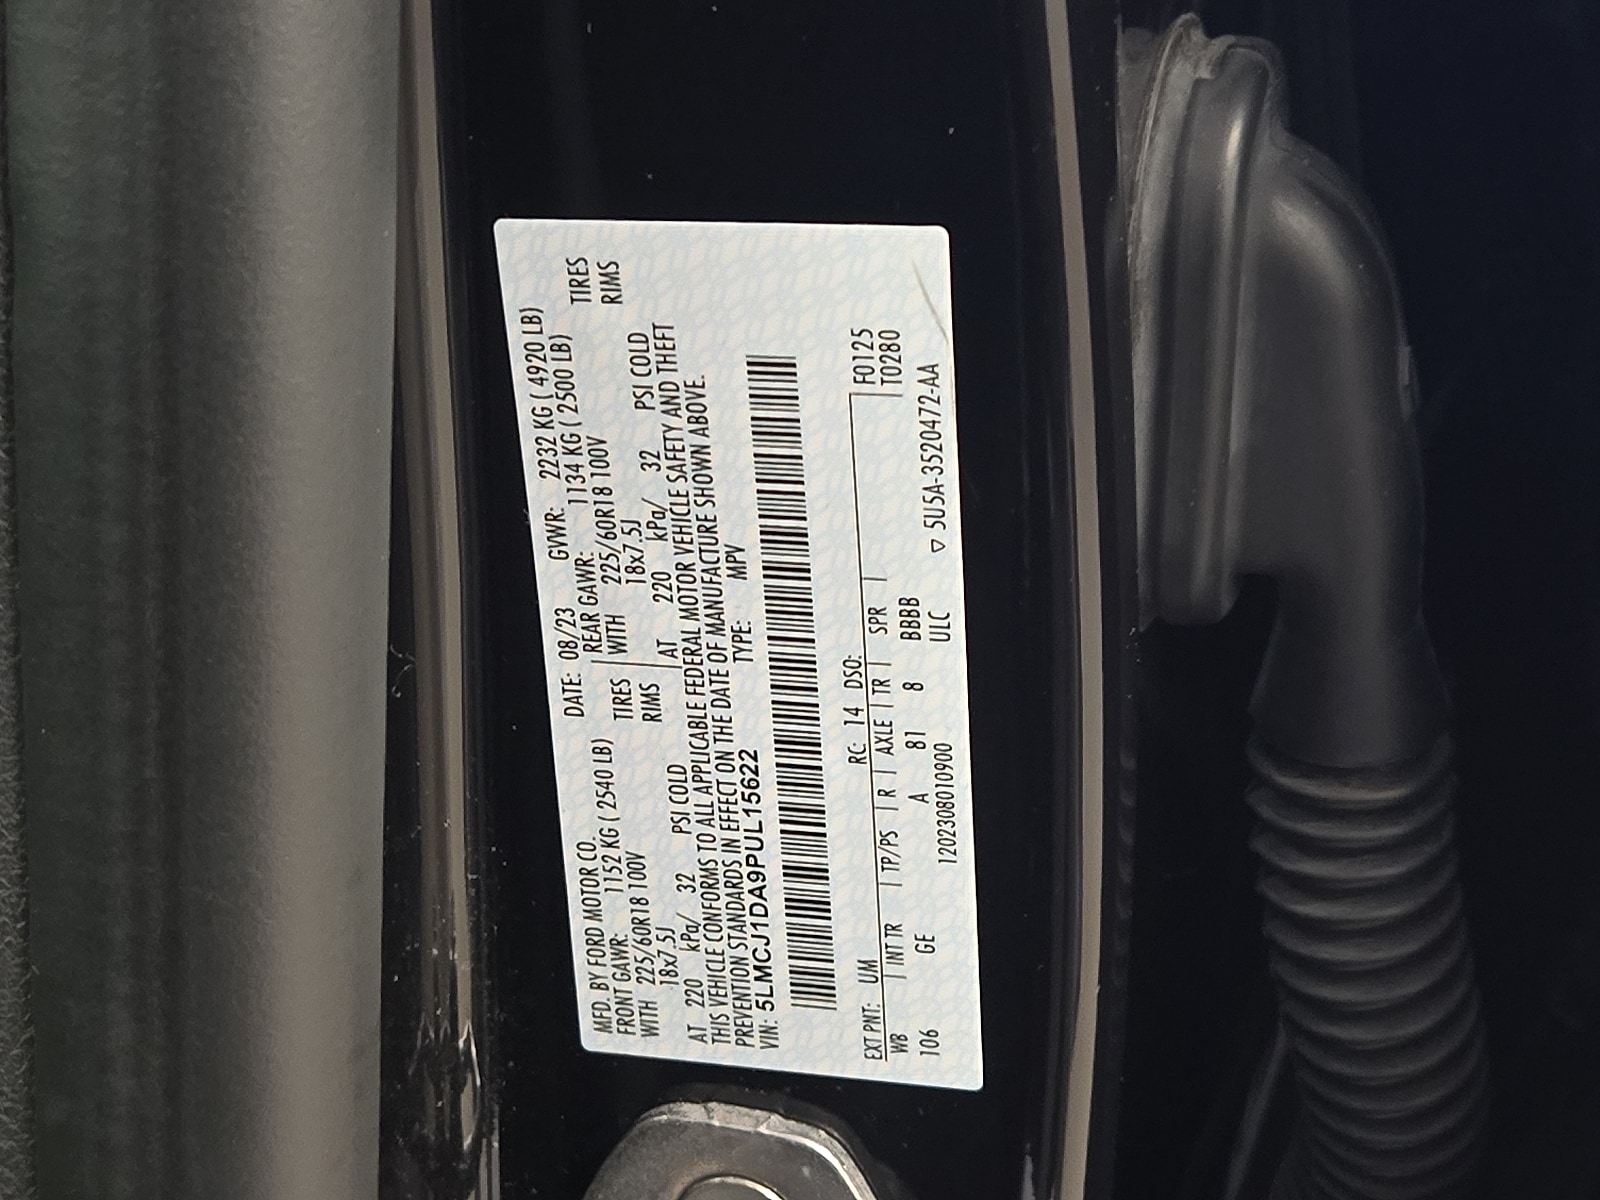 MFD. BY FORD MOTOR CO. DATE: 08/23 GVWR: 2232 KG ( 4920 LB)
FRONT GAWR: 1152 KG ( 2540 LB) REAR GAWR: 1134 KG ( 2500 LB)
WITH 225/60R18 100V TIRES WITH 225/60R18 100V TIRES
18x7.5J RIMS 18x7.5J RIMS
AT 220 kPa/ 32 PSI COLD AT 220 kPa/ 32 PSI COLD
THIS VEHICLE CONFORMS TO ALL APPLICABLE FEDERAL MOTOR VEHICLE SAFETY AND THEFT
PREVENTION STANDARDS IN EFFECT ON THE DATE OF MANUFACTURE SHOWN ABOVE.
VIN: 5LMCJ1DA9PUL15622 TYPE: MPV
EXT PNT: UM RC: 14 DSO: F0125
WB INT TR TP/PS R AXLE TR SPR T0280
106 GE A 81 8 BBBB
1202308010900 ULC ▽ 5U5A-3520472-AA